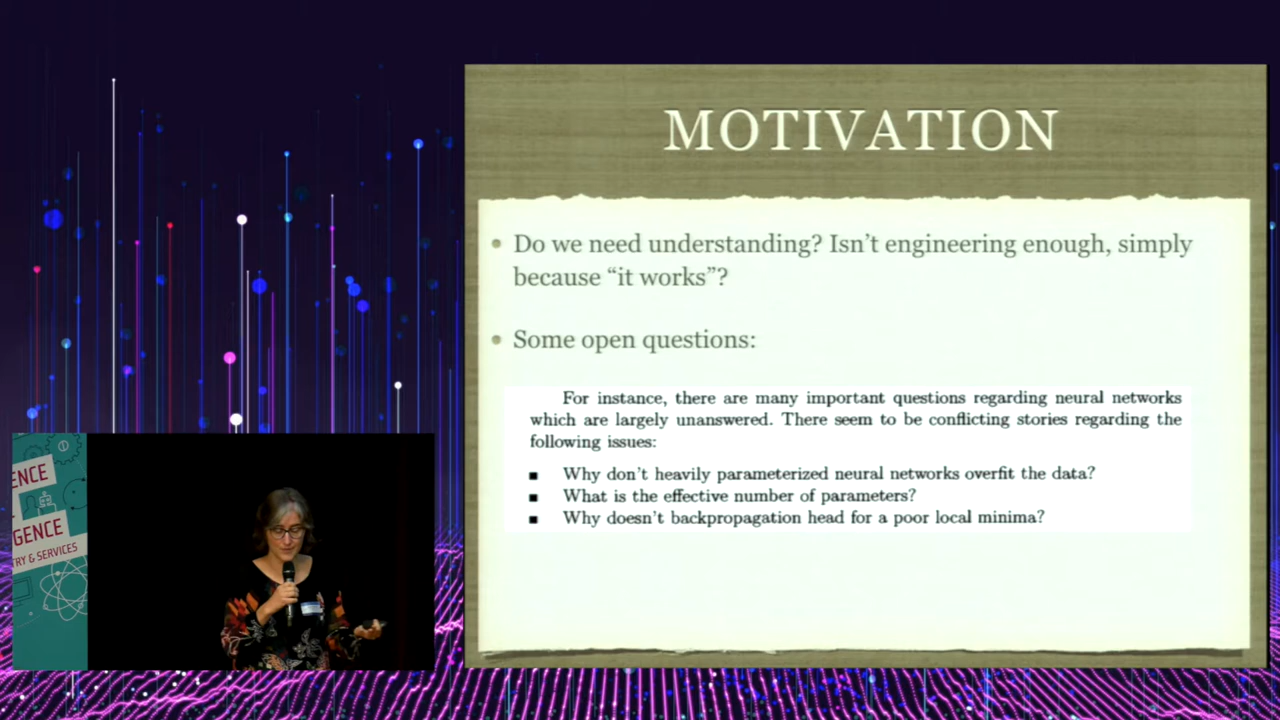 MOTIVATION
• Do we need understanding? Isn’t engineering enough, simply
because “it works”?
• Some open questions:
For instance, there are many important questions regarding neural networks
which are largely unanswered. There seem to be conflicting stories regarding the
following issues:
▪ Why don’t heavily parameterized neural networks overfit the data?
▪ What is the effective number of parameters?
▪ Why doesn’t backpropagation head for a poor local minima?
ENCE
GENCE
RY & SERVICES